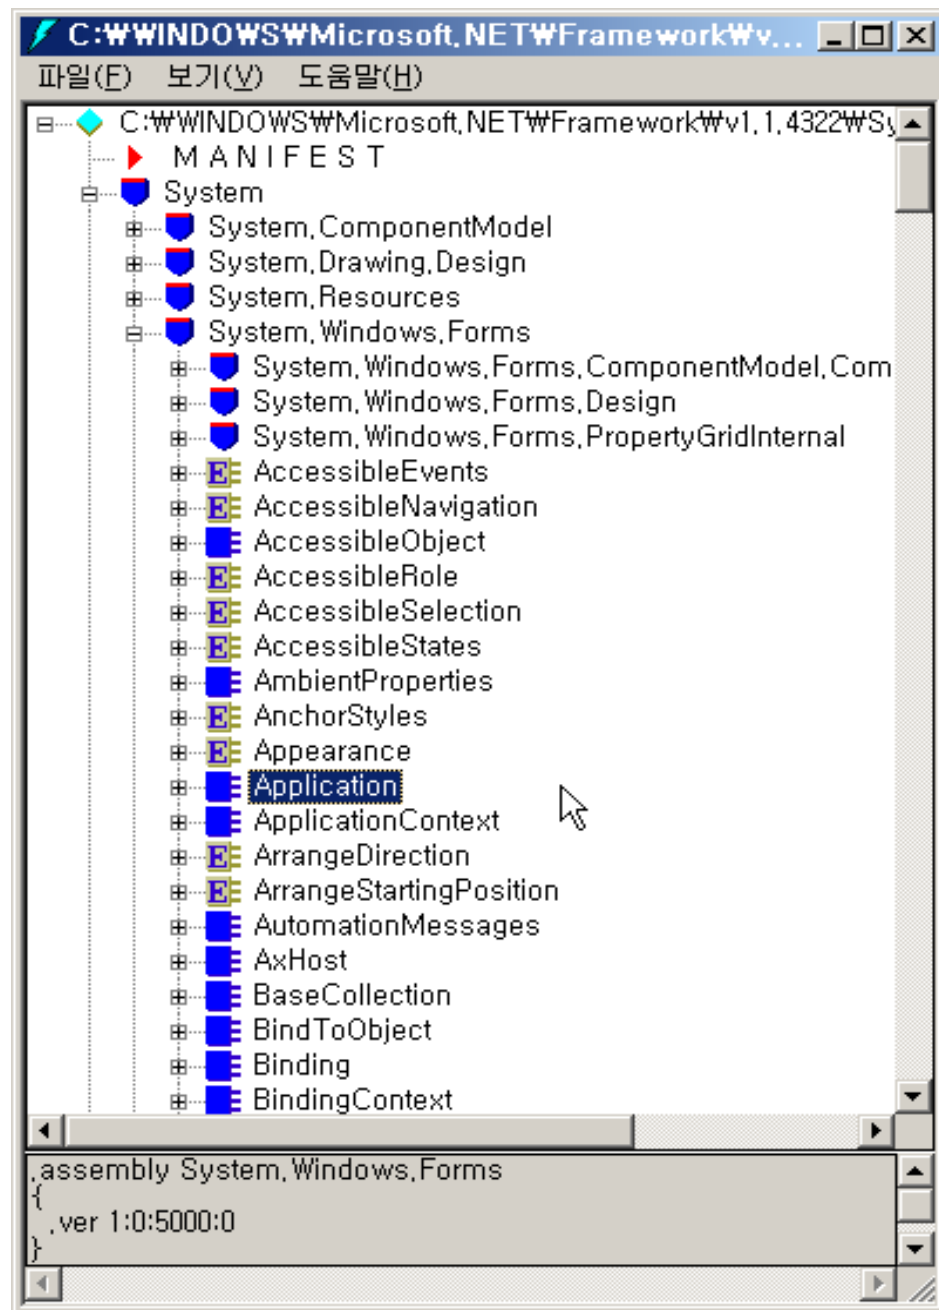 C:₩WINDOWS₩Microsoft.NET₩Framework₩v...
파일(F) 보기(V) 도움말(H)
C:₩WINDOWS₩Microsoft.NET₩Framework₩v1.1.4322₩Sy
M A N I F E S T
System
System.ComponentModel
System.Drawing.Design
System.Resources
System.Windows.Forms
System.Windows.Forms.ComponentModel.Com
System.Windows.Forms.Design
System.Windows.Forms.PropertyGridInternal
E AccessibleEvents
E AccessibleNavigation
AccessibleObject
E AccessibleRole
E AccessibleSelection
E AccessibleStates
AmbientProperties
E AnchorStyles
E Appearance
Application
ApplicationContext
E ArrangeDirection
E ArrangeStartingPosition
AutomationMessages
AxHost
BaseCollection
BindToObject
Binding
BindingContext
.assembly System.Windows.Forms
{
.ver 1:0:5000:0
}